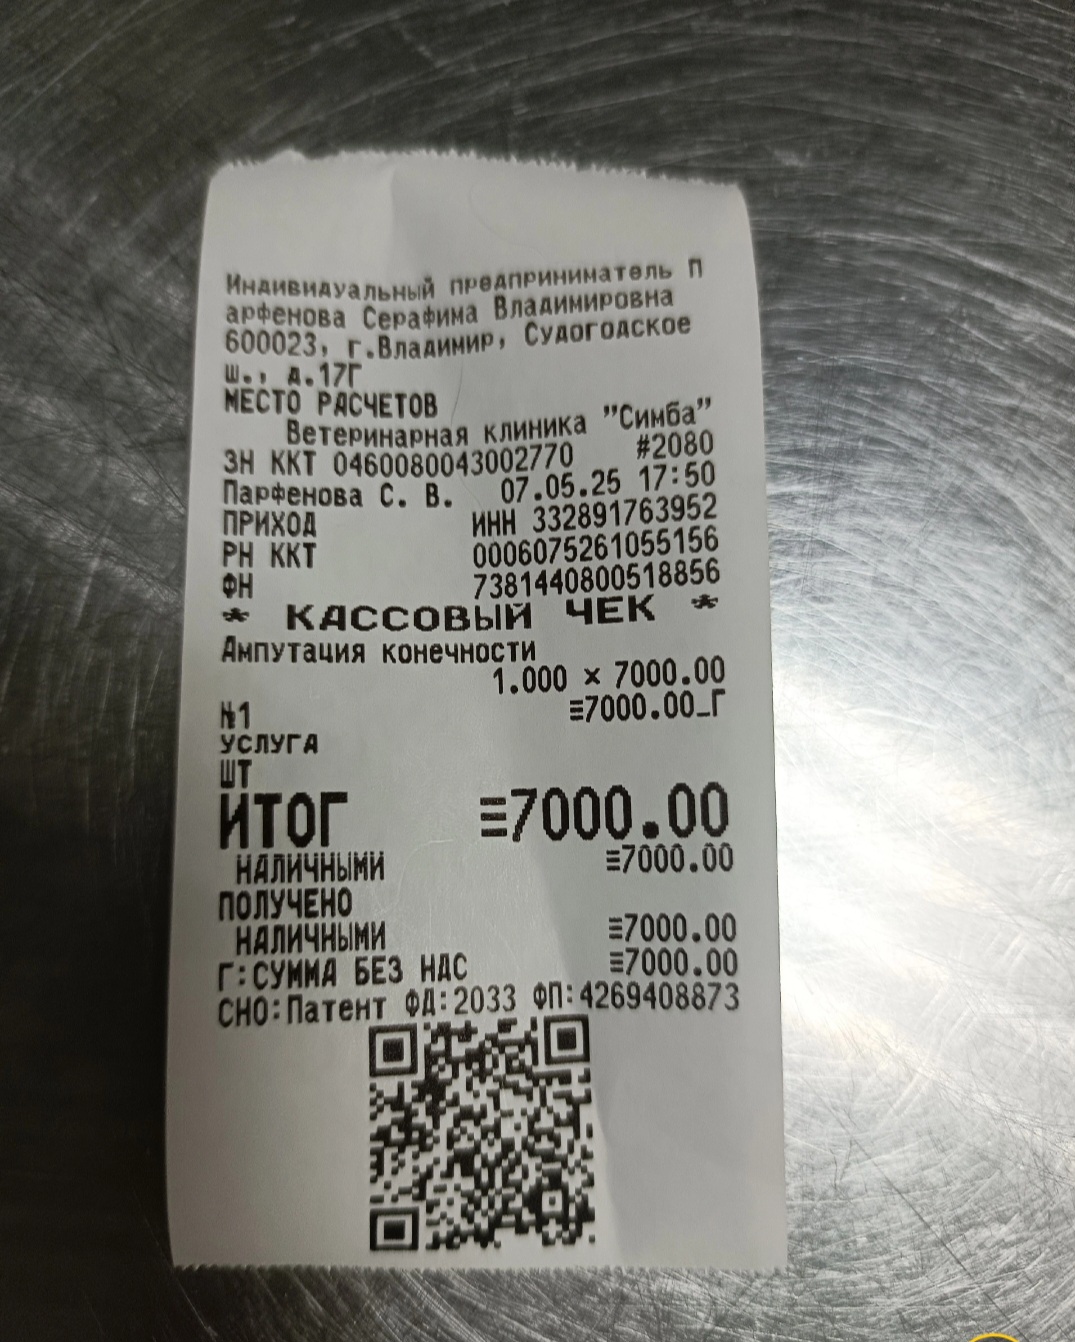 Индивидуальный предприниматель П
арфенова Серафима Владимировна
600023, г.Владимир, Судогодское
ш., д.17Г
МЕСТО РАСЧЕТОВ
Ветеринарная клиника "Симба"
ЗН ККТ 0460080043002770 #2080
Парфенова С. В. 07.05.25 17:50
ПРИХОД ИНН 332891763952
РН ККТ 0006075261055156
ФН 7381440800518856
* КАССОВЫЙ ЧЕК *
Ампутация конечности
1.000 × 7000.00
№1 ≡7000.00_Г
УСЛУГА
ШТ
ИТОГ ≡7000.00
НАЛИЧНЫМИ ≡7000.00
ПОЛУЧЕНО
НАЛИЧНЫМИ ≡7000.00
Г:СУММА БЕЗ НДС ≡7000.00
СНО:Патент ФД:2033 ФП:4269408873